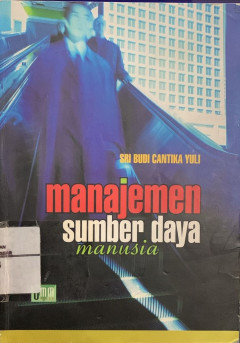 SRI BUDI CANTIKA YULI
manajemen
sumber daya
manusia